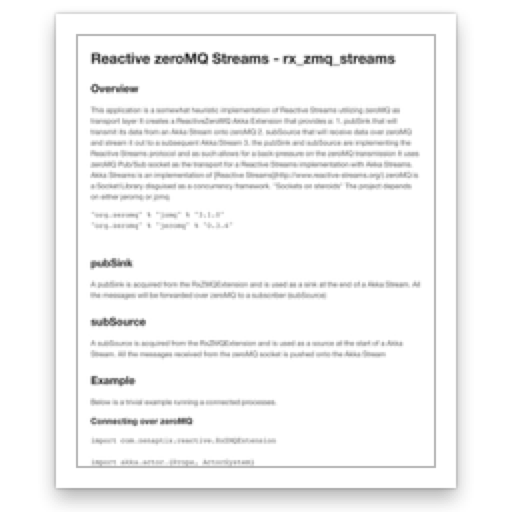 Reactive zeroMQ Streams - rx_zmq_streams
Overview
This application is a somewhat heuristic implementation of Reactive Streams utilizing zeroMQ as
transport layer It creates a ReactiveZeroMQ Akka Extension that provides a: 1. pubSink that will
transmit its data from an Akka Stream onto zeroMQ 2. subSource that will receive data over zeroMQ
and stream it out to a subsequent Akka Stream 3. the pubSink and subSource are implementing the
Reactive Streams protocol and as such allows for a back pressure on the zeroMQ transmission It uses
zeroMQ Pub/Sub socket as the transport for a Reactive Streams implementation with Akka Streams.
Akka Streams is an implementation of [Reactive Streams](http://www.reactive-streams.org/) zeroMQ is
a Socket Library disguised as a concurrency framework. "Sockets on steroids" The project depends
on either jeromq or jzmq.
"org.zeromq" % "jzmq" % "3.1.0"
"org.zeromq" % "jeromq" % "0.3.4"
pubSink
A pubSink is acquired from the RxZMQExtension and is used as a sink at the end of a Akka Stream. All
the messages will be forwarded over zeroMQ to a subscriber (subSource)
subSource
A subSource is acquired from the RxZMQExtension and is used as a source at the start of a Akka
Stream. All the messages received from the zeroMQ socket is pushed onto the Akka Stream
Example
Below is a trivial example running a connected processes.
Connecting over zeroMQ
import com.zenaptix.reactive.RxZMQExtension
import akka.actor.{Props, ActorSystem}